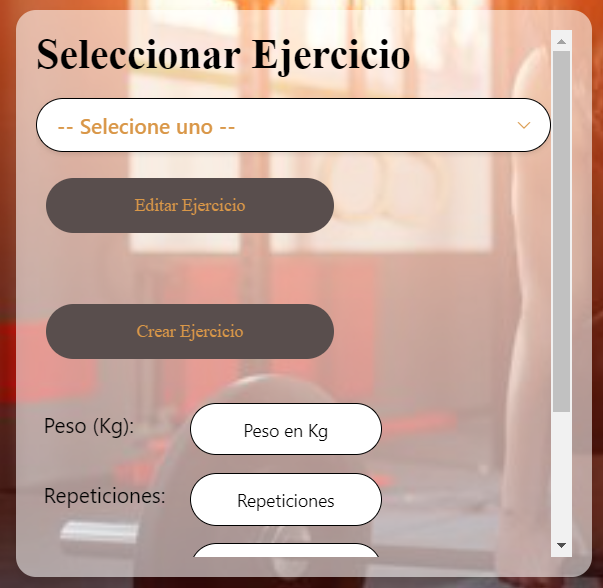 Seleccionar Ejercicio
-- Selecione uno --
Editar Ejercicio
Crear Ejercicio
Peso (Kg): Peso en Kg
Repeticiones: Repeticiones